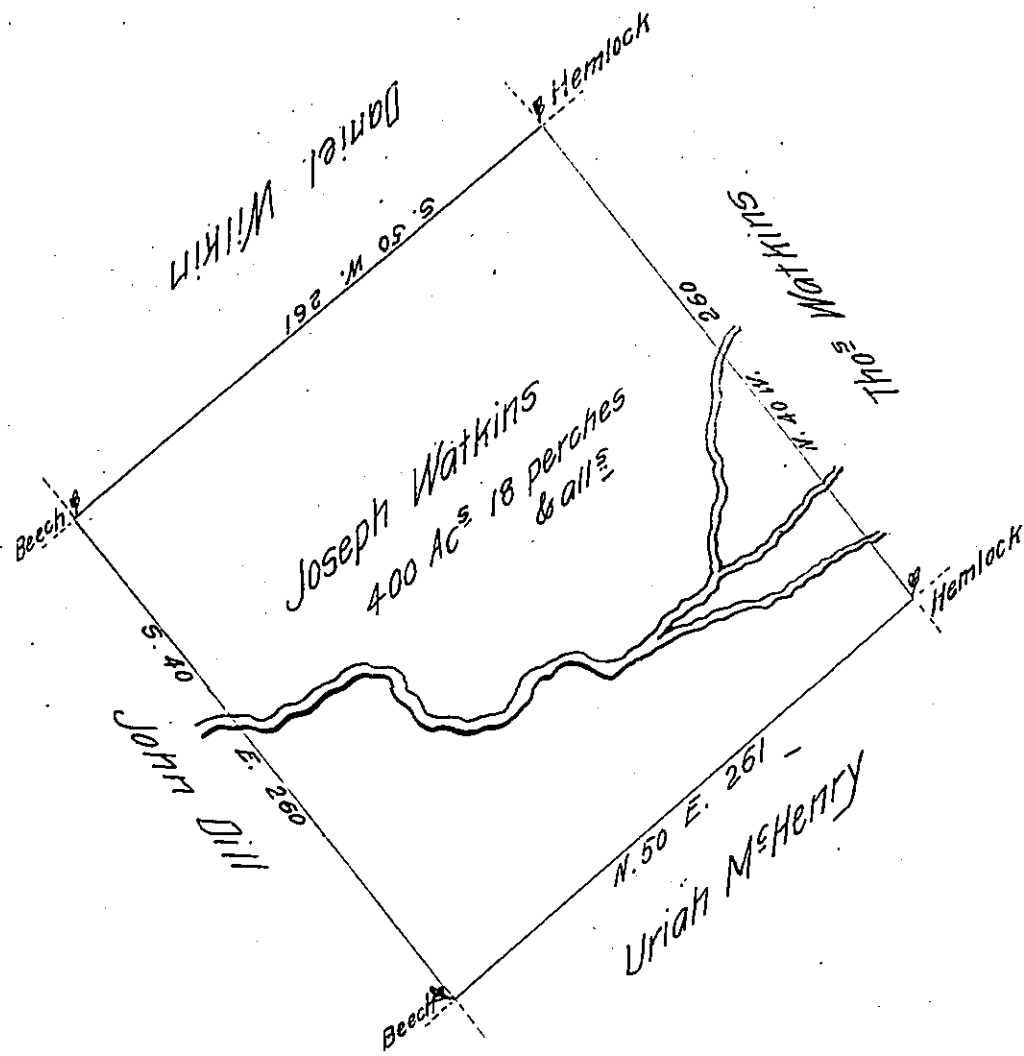 Hemlock
Daniel Wilkin
S. 50 W. 261
Thoˢ Watkins
260
N. 40 W.
Joseph Watkins
400 Acˢ 18 perches
& allˢ
Beech
Hemlock
S. 40 E. 260
John Dill
N. 50 E. 261
Uriah McHenry
Beech